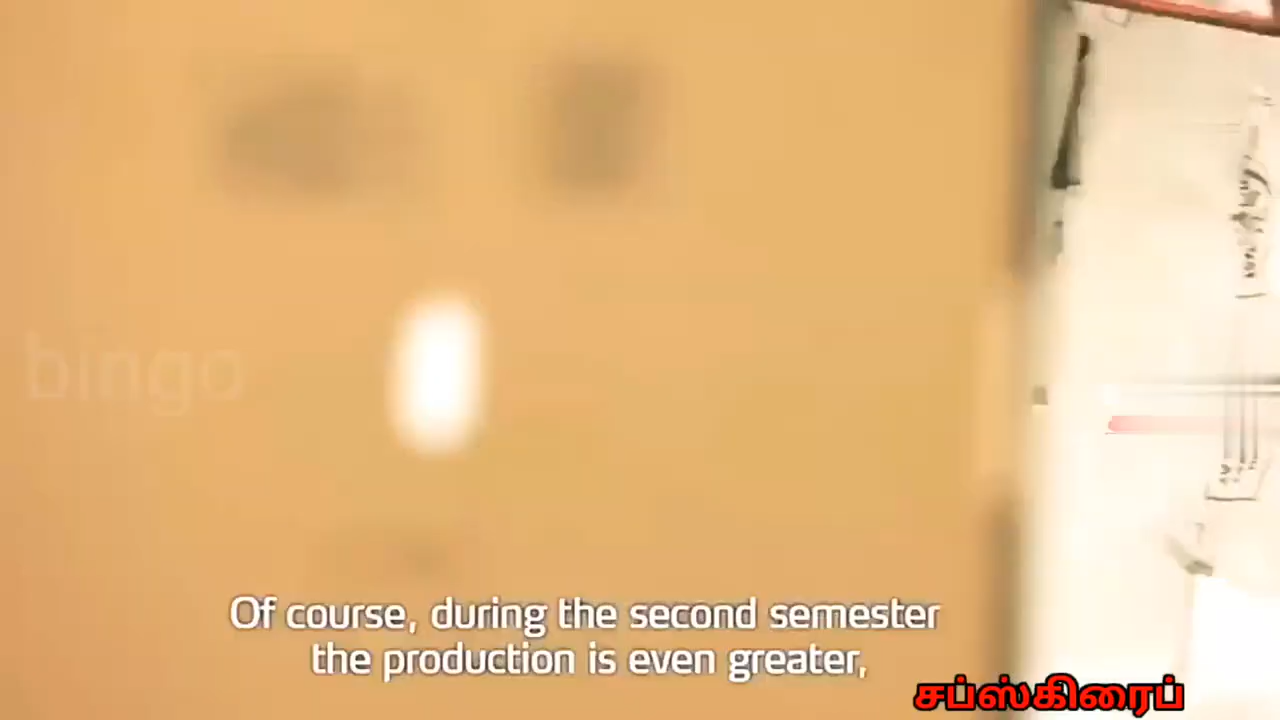 bingo
Of course, during the second semester
the production is even greater,
சப்ஸ்கிரைப்